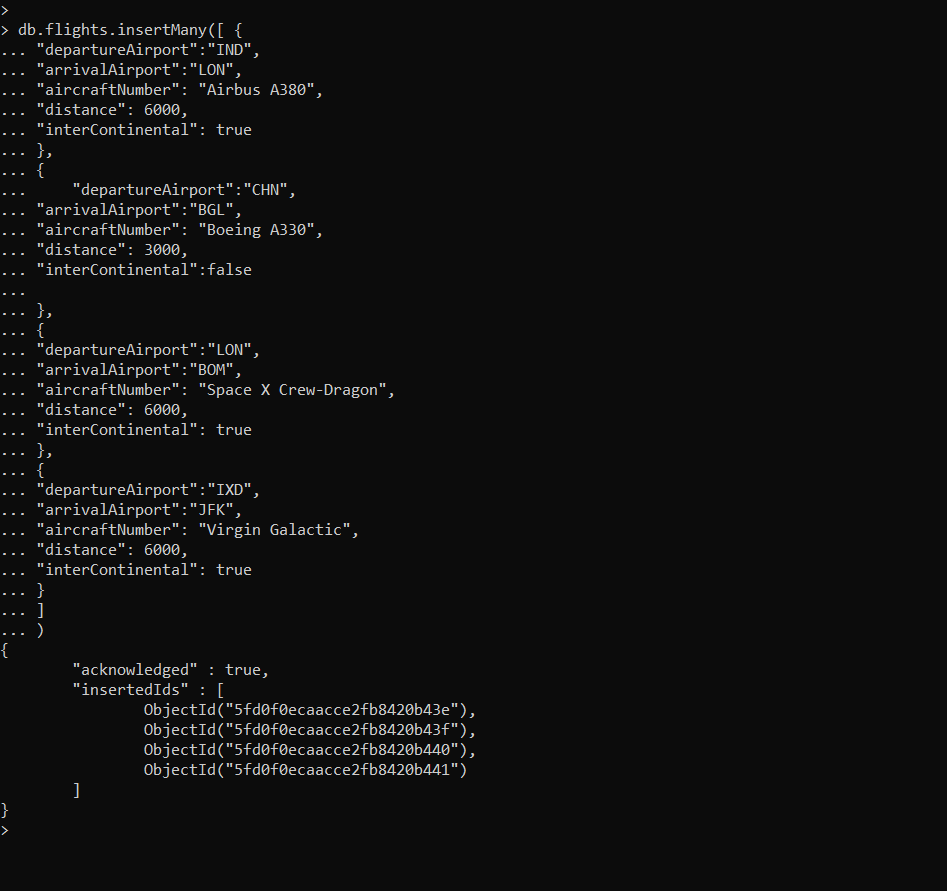 >
> db.flights.insertMany([ {
... "departureAirport":"IND",
... "arrivalAirport":"LON",
... "aircraftNumber": "Airbus A380",
... "distance": 6000,
... "interContinental": true
... },
... {
...     "departureAirport":"CHN",
... "arrivalAirport":"BGL",
... "aircraftNumber": "Boeing A330",
... "distance": 3000,
... "interContinental":false
...
... },
... {
... "departureAirport":"LON",
... "arrivalAirport":"BOM",
... "aircraftNumber": "Space X Crew-Dragon",
... "distance": 6000,
... "interContinental": true
... },
... {
... "departureAirport":"IXD",
... "arrivalAirport":"JFK",
... "aircraftNumber": "Virgin Galactic",
... "distance": 6000,
... "interContinental": true
... }
... ]
... )
{
        "acknowledged" : true,
        "insertedIds" : [
                ObjectId("5fd0f0ecaacce2fb8420b43e"),
                ObjectId("5fd0f0ecaacce2fb8420b43f"),
                ObjectId("5fd0f0ecaacce2fb8420b440"),
                ObjectId("5fd0f0ecaacce2fb8420b441")
        ]
}
>